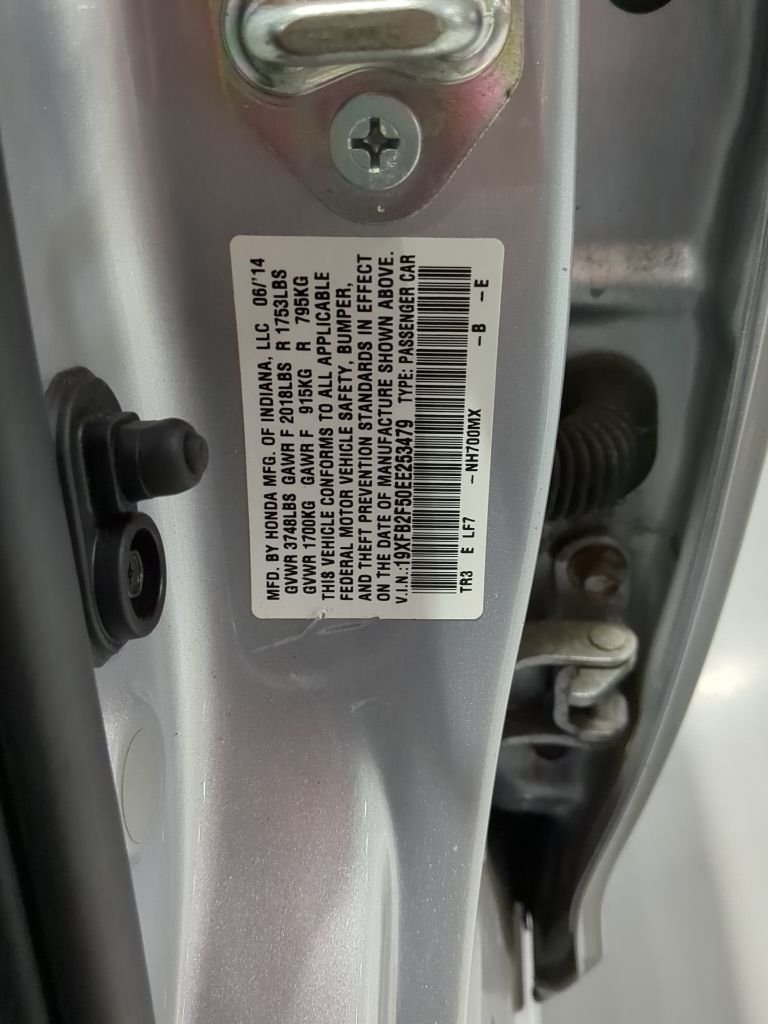 MFD. BY HONDA MFG. OF INDIANA, LLC 06/'14
GVWR 3748LBS GAWR F 2018LBS R 1753LBS
GVWR 1700KG GAWR F 915KG R 795KG
THIS VEHICLE CONFORMS TO ALL APPLICABLE
FEDERAL MOTOR VEHICLE SAFETY, BUMPER,
AND THEFT PREVENTION STANDARDS IN EFFECT
ON THE DATE OF MANUFACTURE SHOWN ABOVE.
V.I.N.:19XFB2F50EE253479 TYPE: PASSENGER CAR
TR3 E LF7 -NH700MX -B -E